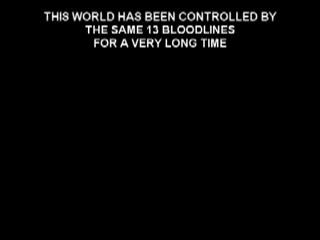 THIS WORLD HAS BEEN CONTROLLED BY
THE SAME 13 BLOODLINES
FOR A VERY LONG TIME